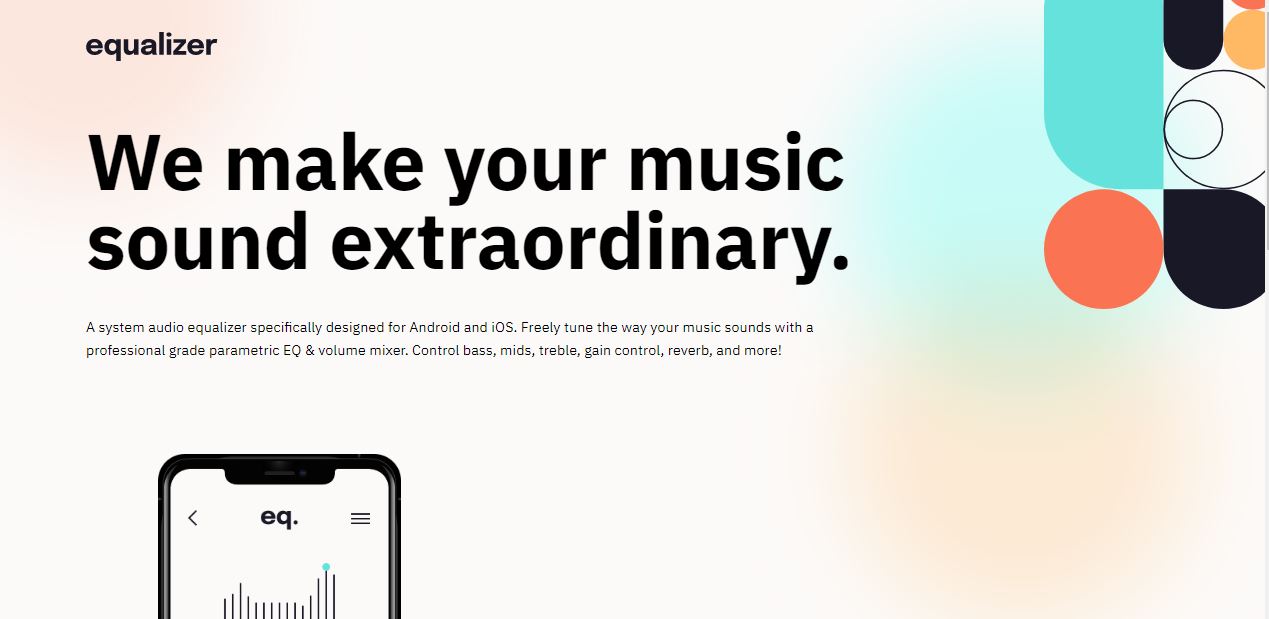 equalizer
We make your music
sound extraordinary.
A system audio equalizer specifically designed for Android and iOS. Freely tune the way your music sounds with a
professional grade parametric EQ & volume mixer. Control bass, mids, treble, gain control, reverb, and more!
eq.